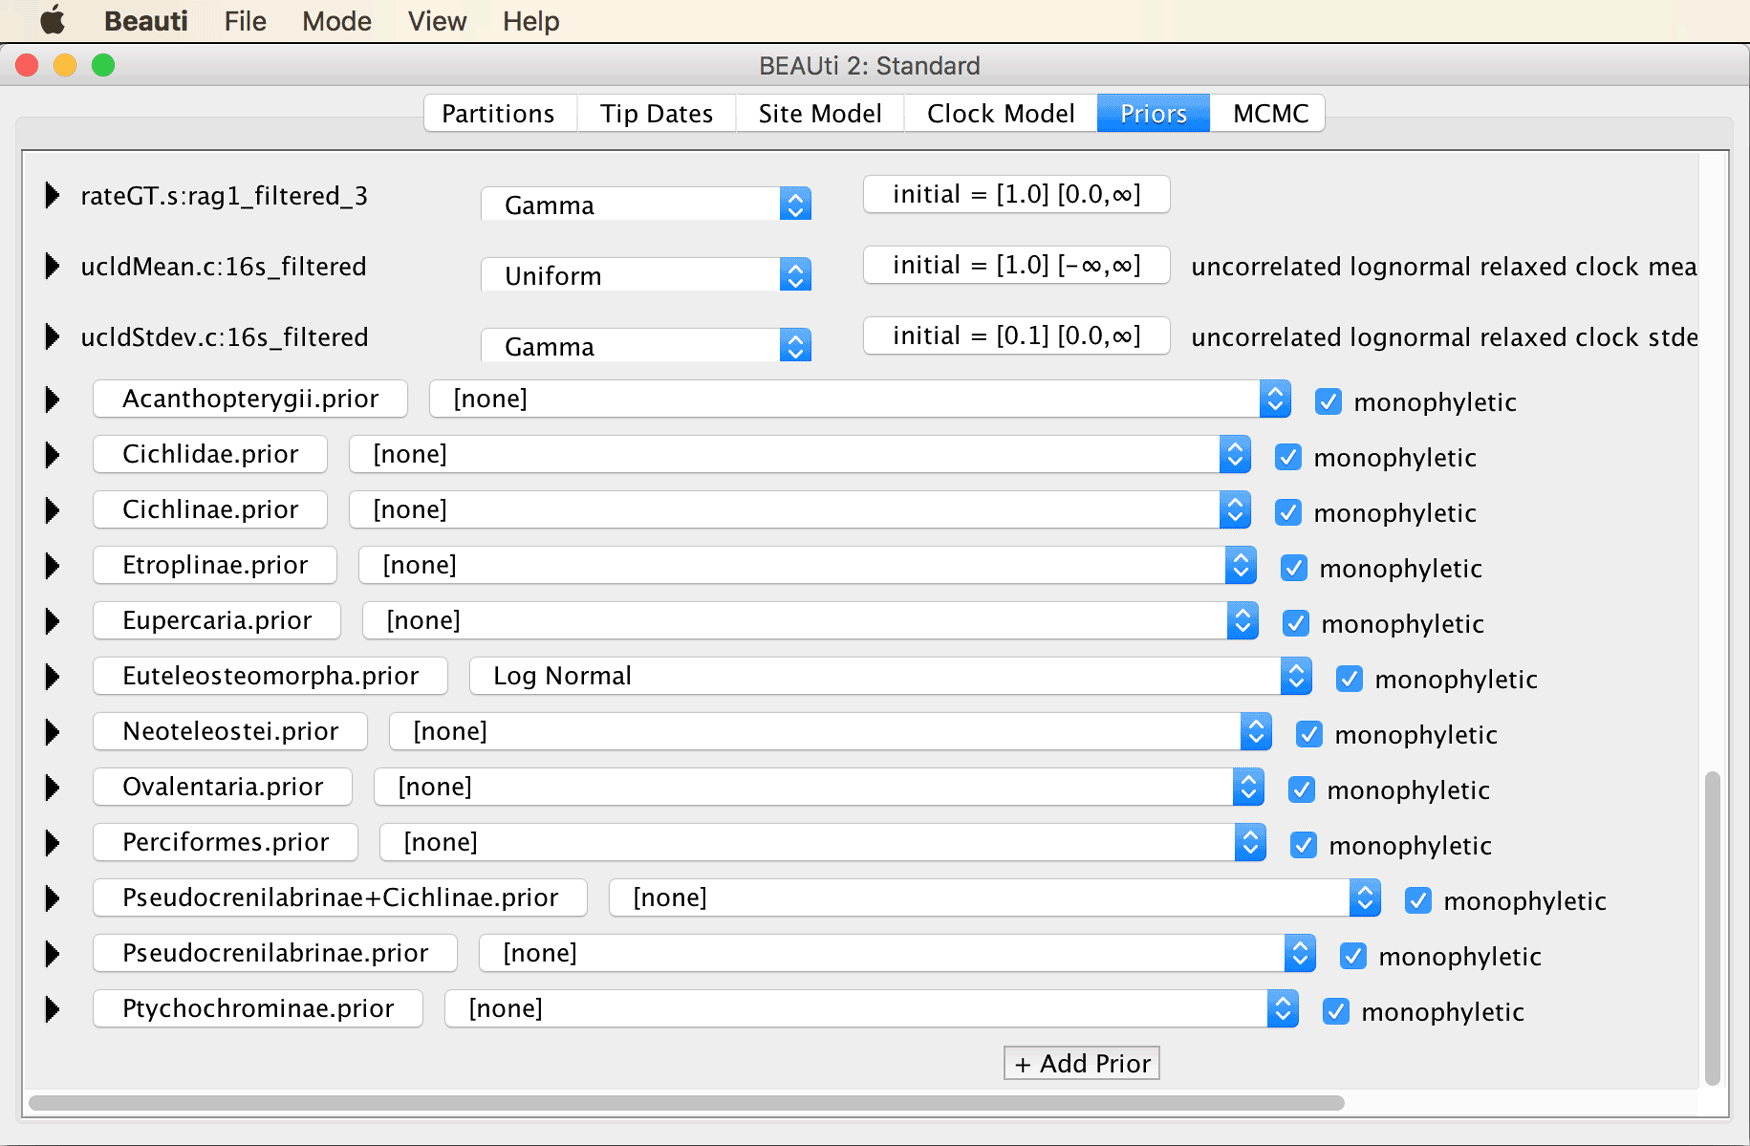 Beauti File Mode View Help
BEAUti 2: Standard
Partitions Tip Dates Site Model Clock Model Priors MCMC
rateGT.s:rag1_filtered_3 Gamma initial = [1.0] [0.0,∞]
ucldMean.c:16s_filtered Uniform initial = [1.0] [-∞,∞] uncorrelated lognormal relaxed clock mea
ucldStdev.c:16s_filtered Gamma initial = [0.1] [0.0,∞] uncorrelated lognormal relaxed clock stde
Acanthopterygii.prior [none] monophyletic
Cichlidae.prior [none] monophyletic
Cichlinae.prior [none] monophyletic
Etroplinae.prior [none] monophyletic
Eupercaria.prior [none] monophyletic
Euteleosteomorpha.prior Log Normal monophyletic
Neoteleostei.prior [none] monophyletic
Ovalentaria.prior [none] monophyletic
Perciformes.prior [none] monophyletic
Pseudocrenilabrinae+Cichlinae.prior [none] monophyletic
Pseudocrenilabrinae.prior [none] monophyletic
Ptychochrominae.prior [none] monophyletic
+ Add Prior